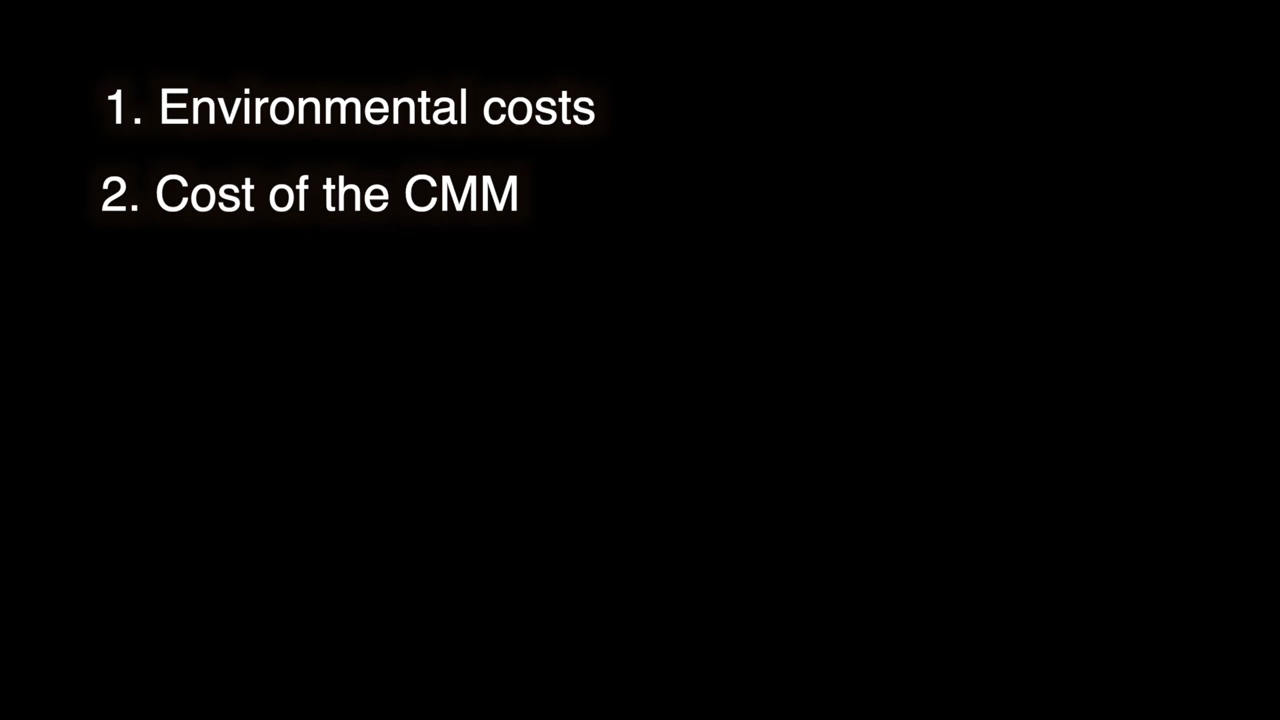 1. Environmental costs
2. Cost of the CMM